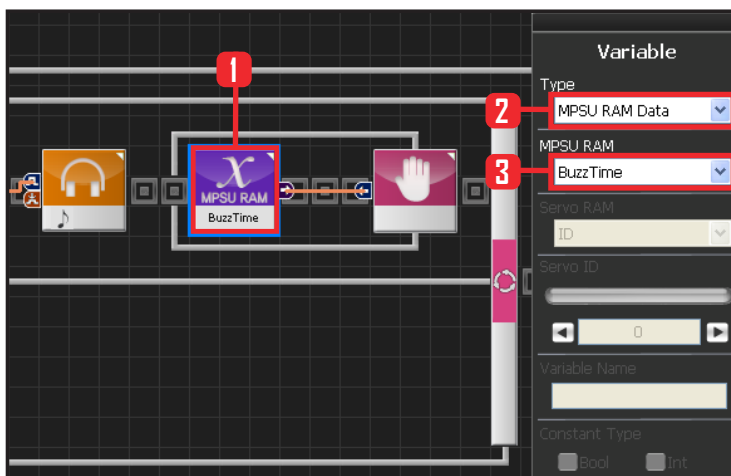 1
MPSU RAM
BuzzTime
Variable
Type
2
MPSU RAM Data
MPSU RAM
3
BuzzTime
Servo RAM
ID
Servo ID
0
Variable Name
Constant Type
Bool
Int